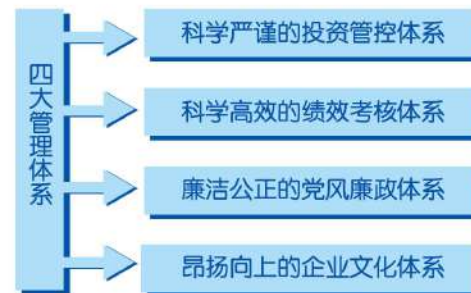 四大管理体系
科学严谨的投资管控体系
科学高效的绩效考核体系
廉洁公正的党风廉政体系
昂扬向上的企业文化体系